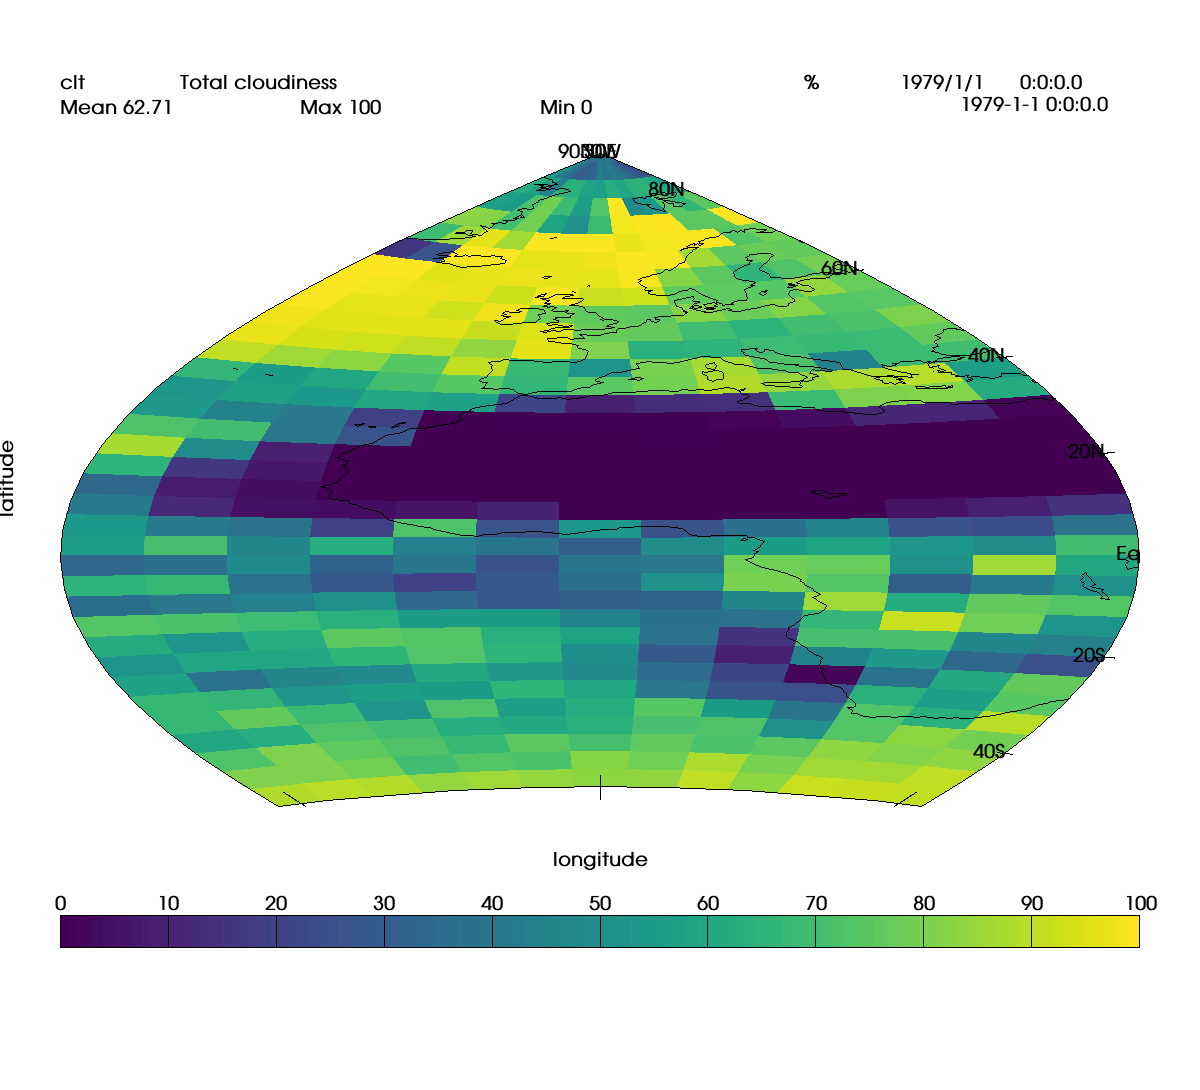 clt Total cloudiness % 1979/1/1 0:0:0.0
Mean 62.71 Max 100 Min 0 1979-1-1 0:0:0.0
80N
60N
40N
20N
Eq
20S
40S
latitude
longitude
0 10 20 30 40 50 60 70 80 90 100